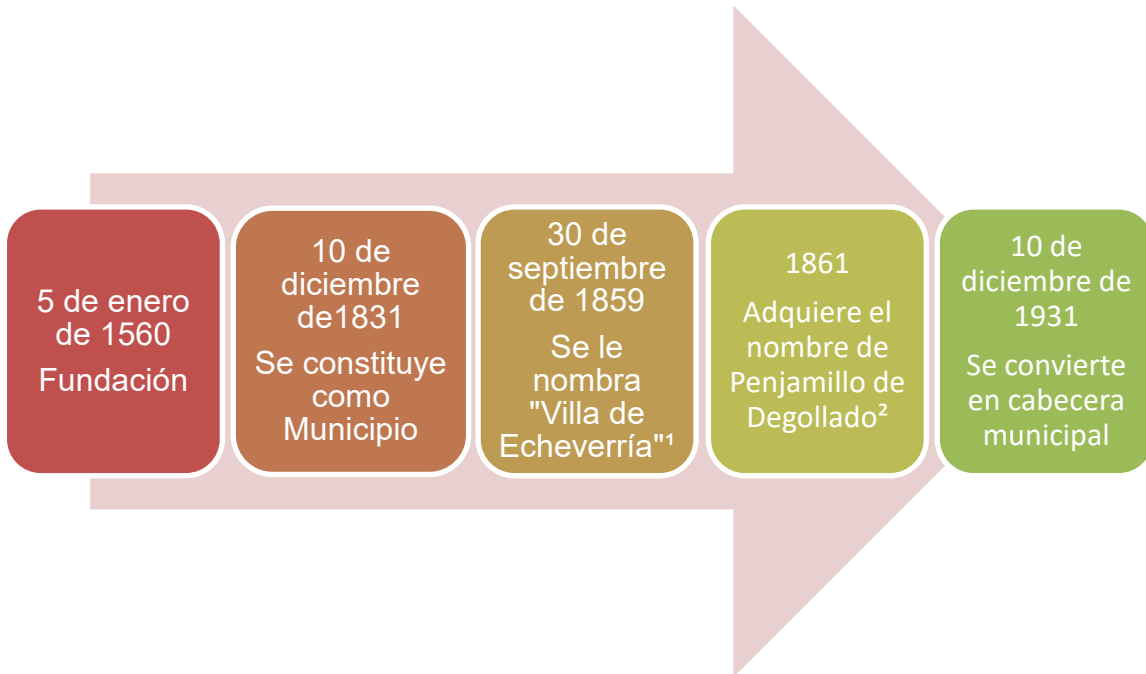 5 de enero
de 1560
Fundación
10 de
diciembre
de1831
Se constituye
como
Municipio
30 de
septiembre
de 1859
Se le
nombra
"Villa de
Echeverría"¹
1861
Adquiere el
nombre de
Penjamillo de
Degollado²
10 de
diciembre de
1931
Se convierte
en cabecera
municipal